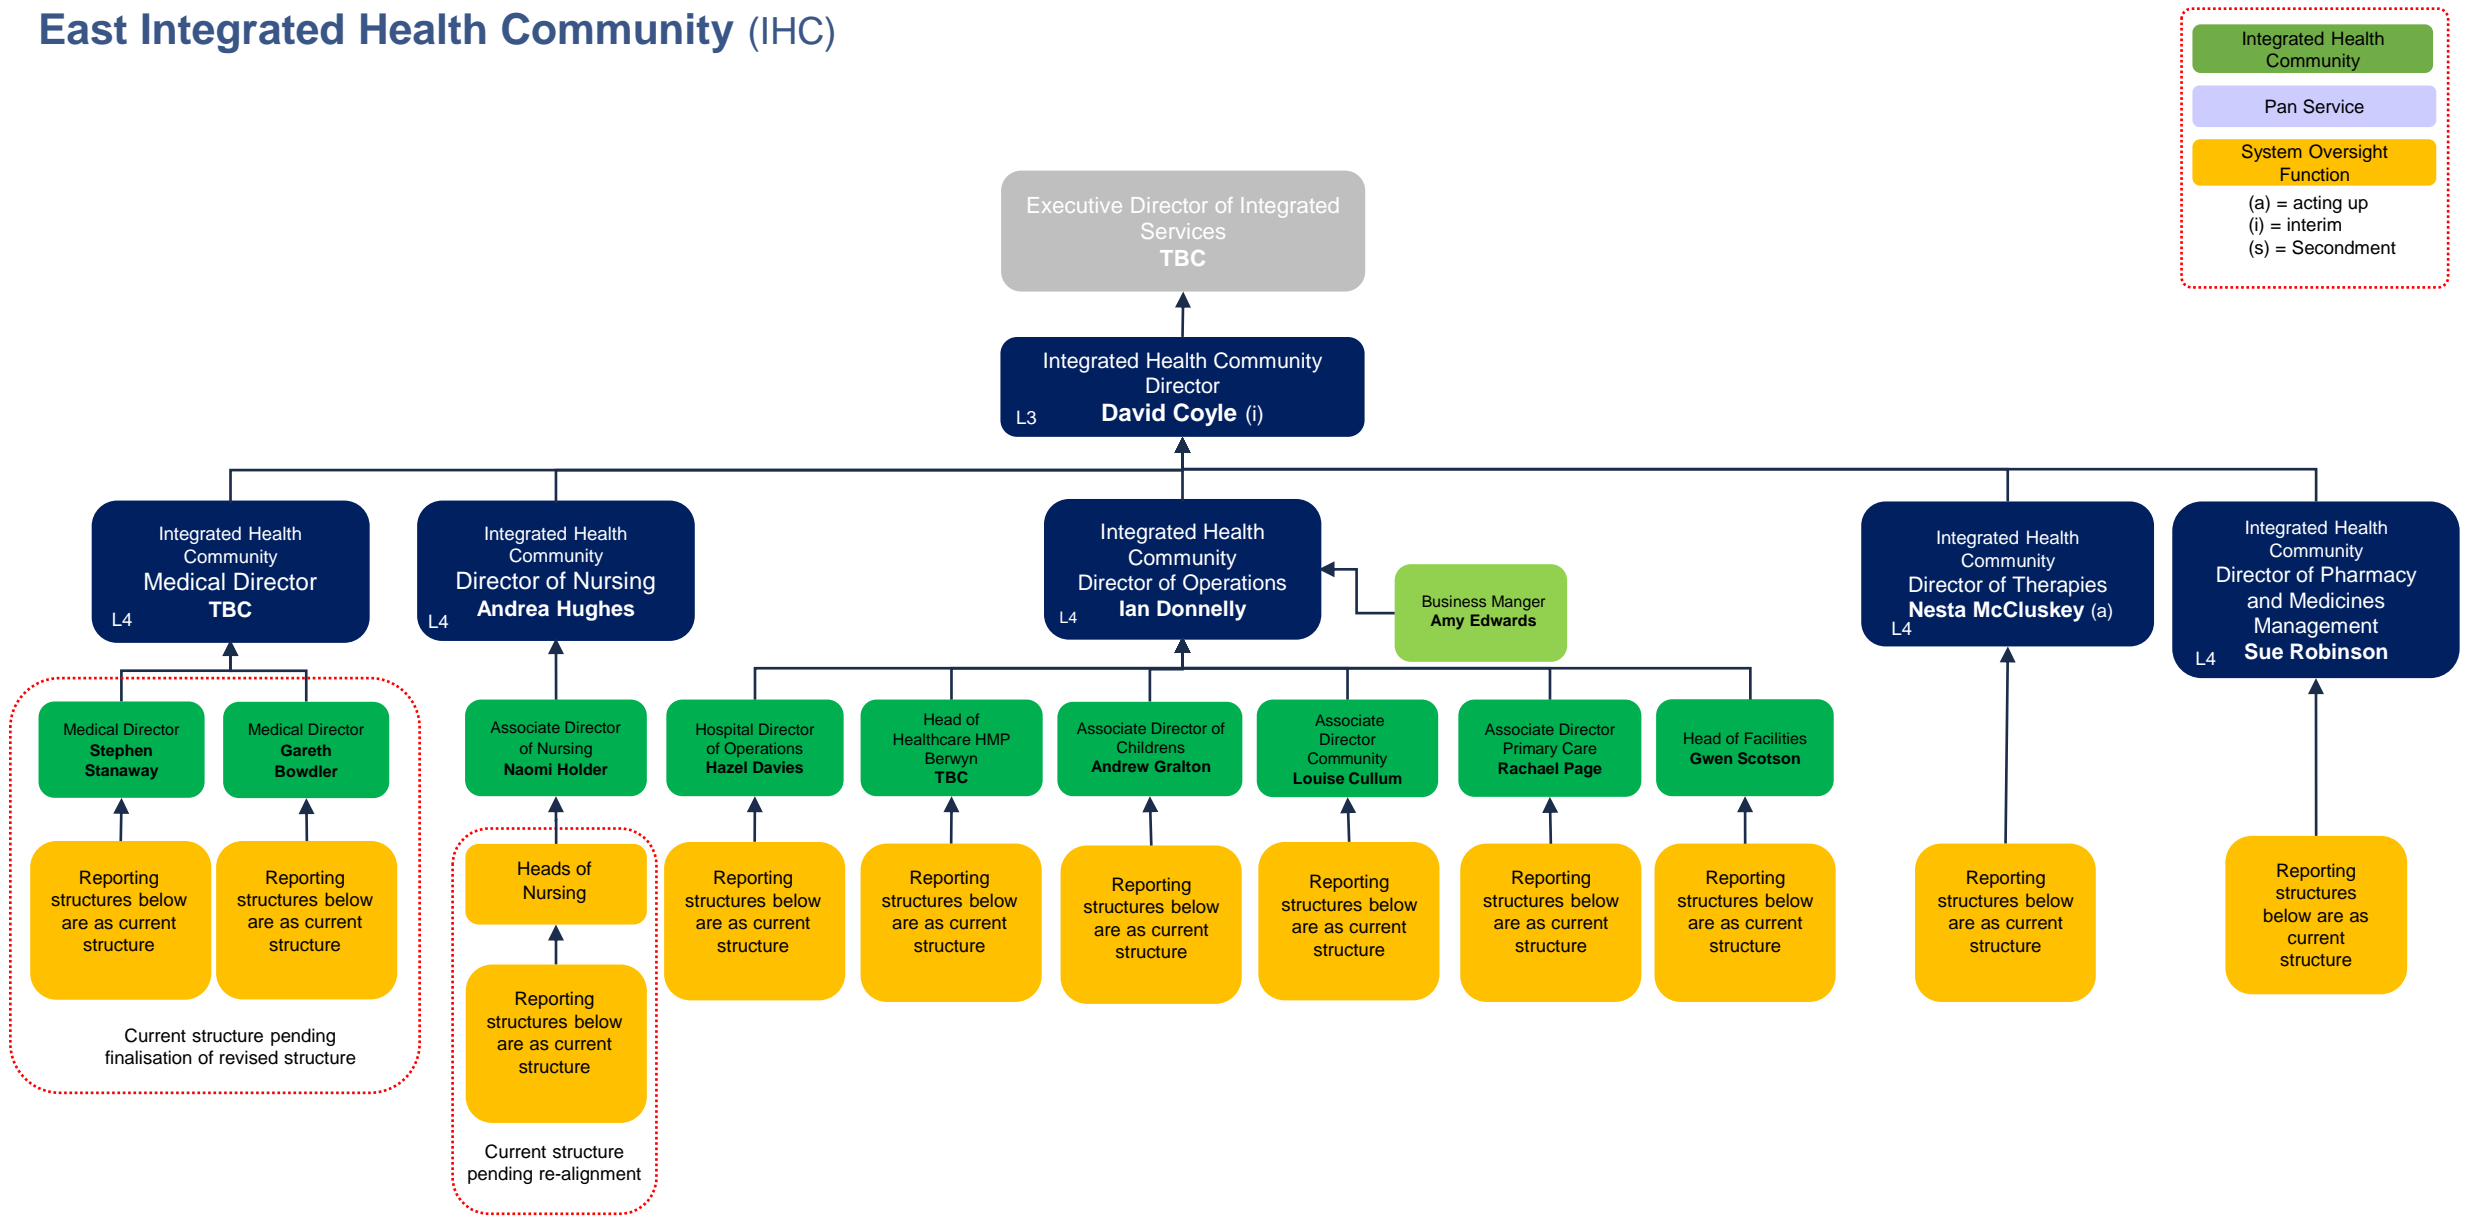 East Integrated Health Community (IHC)
Integrated Health
Community
Pan Service
System Oversight
Function
(a) = acting up
(i) = interim
(s) = Secondment
Executive Director of Integrated
Services
TBC
Integrated Health Community
Director
David Coyle (i)
L3
Integrated Health
Community
Medical Director
TBC
L4
Integrated Health
Community
Director of Nursing
Andrea Hughes
L4
Integrated Health
Community
Director of Operations
Ian Donnelly
L4
Business Manger
Amy Edwards
Integrated Health
Community
Director of Therapies
Nesta McCluskey (a)
L4
Integrated Health
Community
Director of Pharmacy
and Medicines
Management
Sue Robinson
L4
Medical Director
Stephen
Stanaway
Medical Director
Gareth
Bowdler
Associate Director
of Nursing
Naomi Holder
Hospital Director
of Operations
Hazel Davies
Head of
Healthcare HMP
Berwyn
TBC
Associate Director of
Childrens
Andrew Gralton
Associate
Director
Community
Louise Cullum
Associate Director
Primary Care
Rachael Page
Head of Facilities
Gwen Scotson
Reporting
structures below
are as current
structure
Reporting
structures below
are as current
structure
Heads of
Nursing
Reporting
structures below
are as current
structure
Reporting
structures below
are as current
structure
Reporting
structures below
are as current
structure
Reporting
structures below
are as current
structure
Reporting
structures below
are as current
structure
Reporting
structures below
are as current
structure
Reporting
structures below
are as current
structure
Reporting
structures
below are as
current
structure
Current structure pending
finalisation of revised structure
Reporting
structures below
are as current
structure
Current structure
pending re-alignment